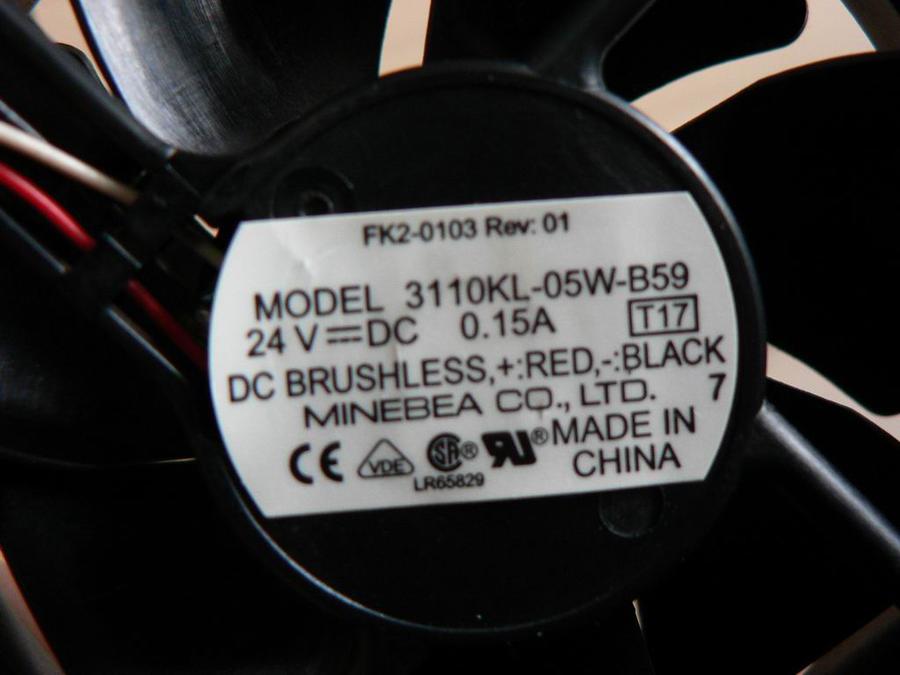 FK2-0103 Rev: 01
MODEL 3110KL-05W-B59
24 V⎓DC 0.15A T17
DC BRUSHLESS,+:RED,-:BLACK
MINEBEA CO., LTD. 7
CE VDE SA® RU® MADE IN
LR65829 CHINA